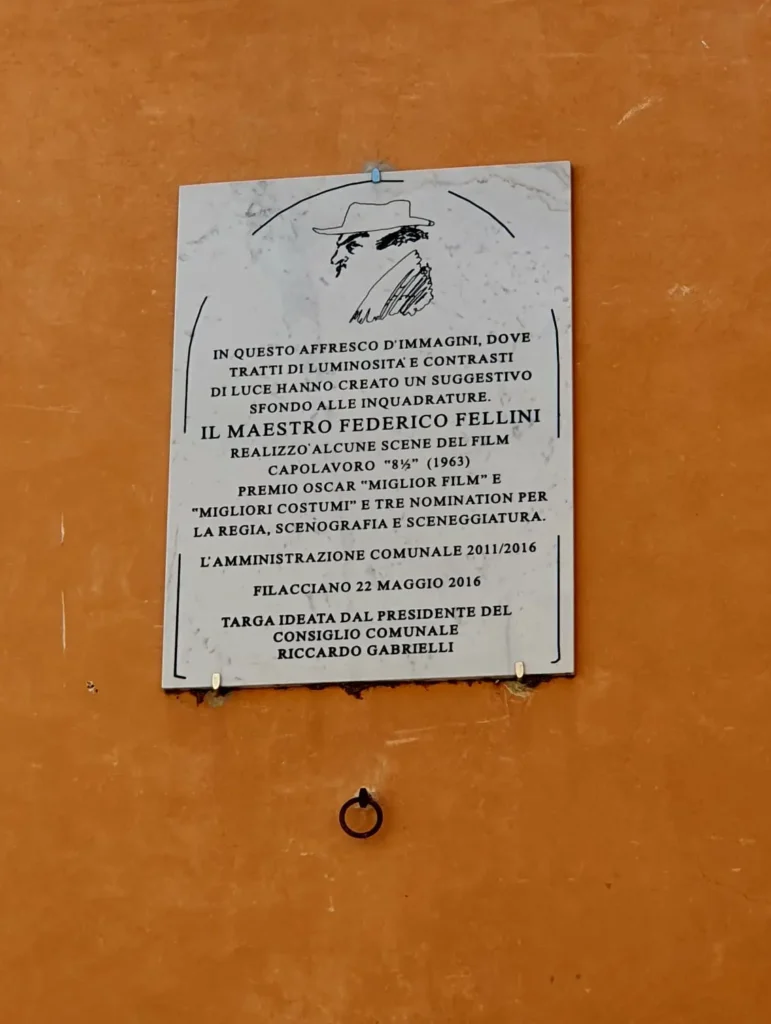 IN QUESTO AFFRESCO D'IMMAGINI, DOVE
TRATTI DI LUMINOSITA' E CONTRASTI
DI LUCE HANNO CREATO UN SUGGESTIVO
SFONDO ALLE INQUADRATURE.
IL MAESTRO FEDERICO FELLINI
REALIZZO' ALCUNE SCENE DEL FILM
CAPOLAVORO "8½" (1963)
PREMIO OSCAR "MIGLIOR FILM" E
"MIGLIORI COSTUMI" E TRE NOMINATION PER
LA REGIA, SCENOGRAFIA E SCENEGGIATURA.
L'AMMINISTRAZIONE COMUNALE 2011/2016
FILACCIANO 22 MAGGIO 2016
TARGA IDEATA DAL PRESIDENTE DEL
CONSIGLIO COMUNALE
RICCARDO GABRIELLI